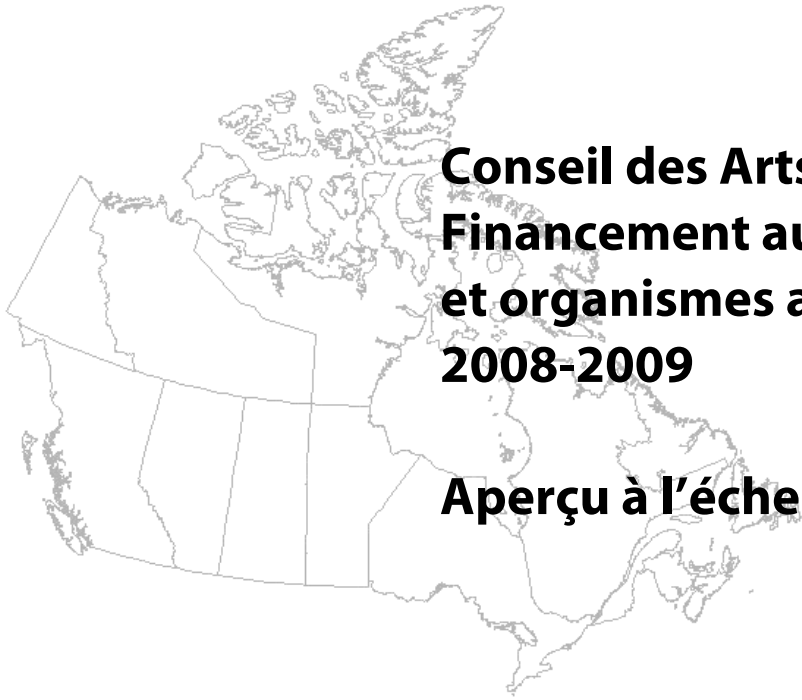 Conseil des Arts
Financement au
et organismes a
2008-2009
Aperçu à l’éche